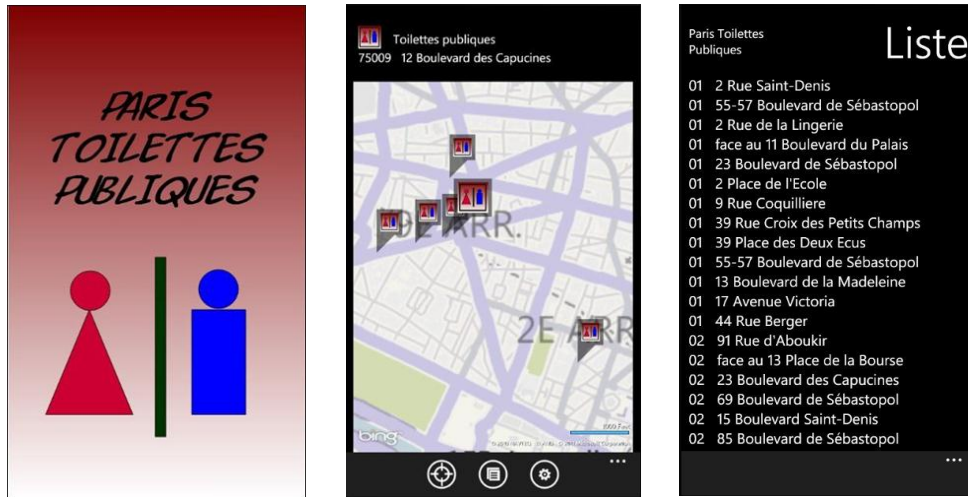 PARIS
TOILETTES
PUBLIQUES
Toilettes publiques
75009 12 Boulevard des Capucines
9E ARR.
2E ARR
1000 Feet
bing
Paris Toilettes
Publiques
Liste
01 2 Rue Saint-Denis
01 55-57 Boulevard de Sébastopol
01 2 Rue de la Lingerie
01 face au 11 Boulevard du Palais
01 23 Boulevard de Sébastopol
01 2 Place de l'Ecole
01 9 Rue Coquilliere
01 39 Rue Croix des Petits Champs
01 39 Place des Deux Ecus
01 55-57 Boulevard de Sébastopol
01 13 Boulevard de la Madeleine
01 17 Avenue Victoria
01 44 Rue Berger
02 91 Rue d'Aboukir
02 face au 13 Place de la Bourse
02 23 Boulevard des Capucines
02 69 Boulevard de Sébastopol
02 15 Boulevard Saint-Denis
02 85 Boulevard de Sébastopol